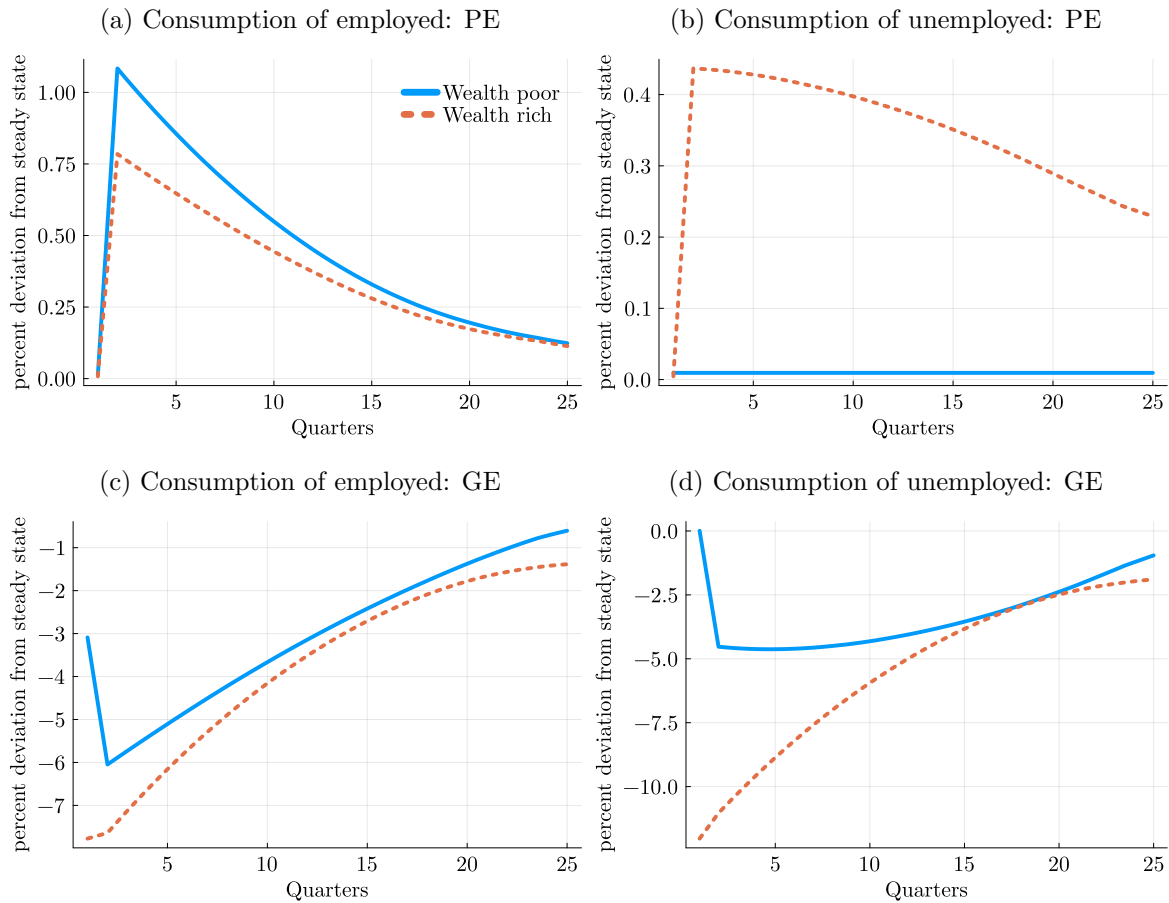 (a) Consumption of employed: PE
percent deviation from steady state
1.00
0.75
0.50
0.25
0.00
Wealth poor
Wealth rich
5 10 15 20 25
Quarters
(b) Consumption of unemployed: PE
percent deviation from steady state
0.4
0.3
0.2
0.1
0.0
5 10 15 20 25
Quarters
(c) Consumption of employed: GE
percent deviation from steady state
−1
−2
−3
−4
−5
−6
−7
5 10 15 20 25
Quarters
(d) Consumption of unemployed: GE
percent deviation from steady state
0.0
−2.5
−5.0
−7.5
−10.0
5 10 15 20 25
Quarters